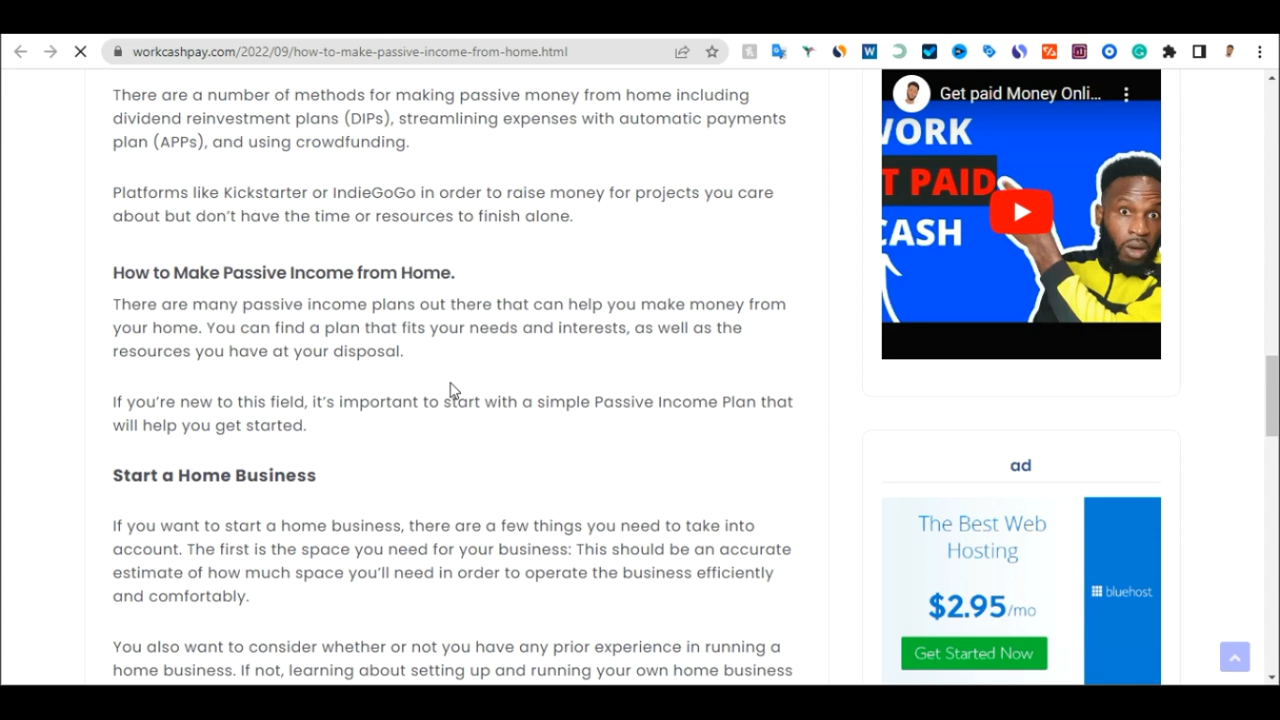 workcashpay.com/2022/09/how-to-make-passive-income-from-home.html
There are a number of methods for making passive money from home including
dividend reinvestment plans (DIPs), streamlining expenses with automatic payments
plan (APPs), and using crowdfunding.
Platforms like Kickstarter or IndieGoGo in order to raise money for projects you care
about but don't have the time or resources to finish alone.
How to Make Passive Income from Home.
There are many passive income plans out there that can help you make money from
your home. You can find a plan that fits your needs and interests, as well as the
resources you have at your disposal.
If you're new to this field, it's important to start with a simple Passive Income Plan that
will help you get started.
Start a Home Business
If you want to start a home business, there are a few things you need to take into
account. The first is the space you need for your business: This should be an accurate
estimate of how much space you'll need in order to operate the business efficiently
and comfortably.
You also want to consider whether or not you have any prior experience in running a
home business. If not, learning about setting up and running your own home business
Get paid Money Onli...
WORK
T PAID
CASH
ad
The Best Web
Hosting
$2.95/mo
Get Started Now
bluehost